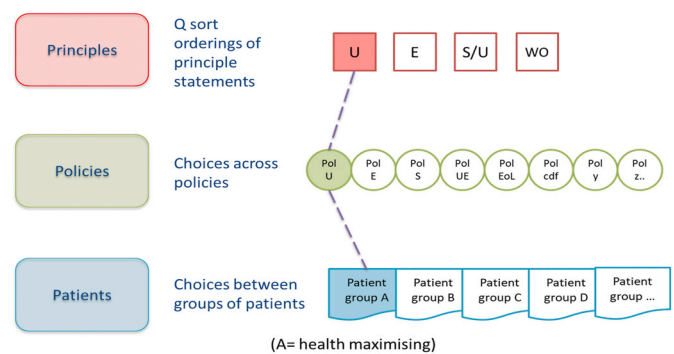 Principles
Q sort
orderings of
principle
statements
U
E
S/U
WO
Policies
Choices across
policies
Pol
U
Pol
E
Pol
S
Pol
UE
Pol
EoL
Pol
cdf
Pol
y
Pol
z..
Patients
Choices between
groups of patients
Patient
group A
Patient
group B
Patient
group C
Patient
group D
Patient
group ...
(A= health maximising)